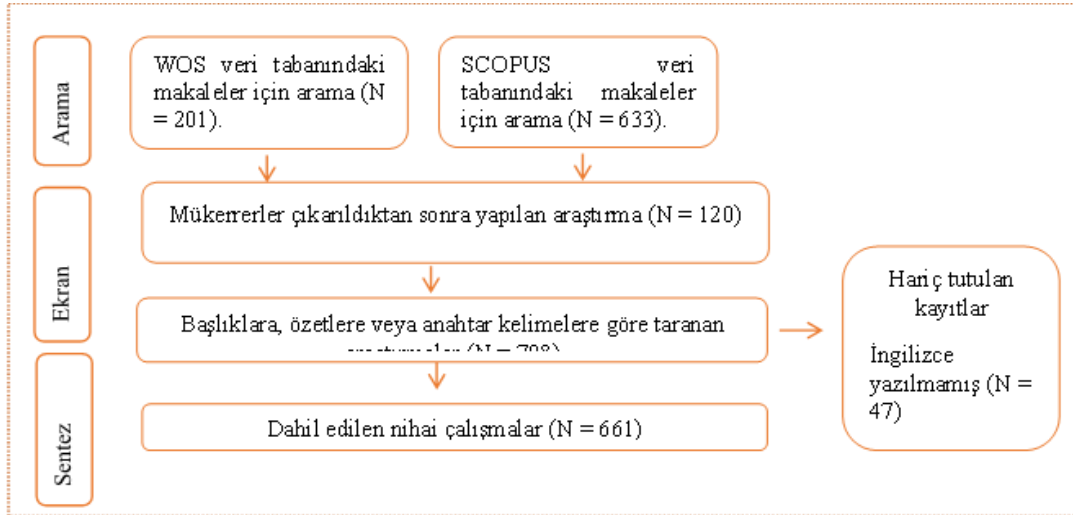 Arama
WOS veri tabanındaki
makaleler için arama (N
= 201).
SCOPUS veri
tabanındaki makaleler
için arama (N = 633).
Ekran
Mükerrerler çıkarıldıktan sonra yapılan araştırma (N = 120)
Başlıklara, özetlere veya anahtar kelimelere göre taranan
araştırmalar (N =
Hariç tutulan
kayıtlar
İngilizce
yazılmamış (N =
47)
Sentez
Dahil edilen nihai çalışmalar (N = 661)